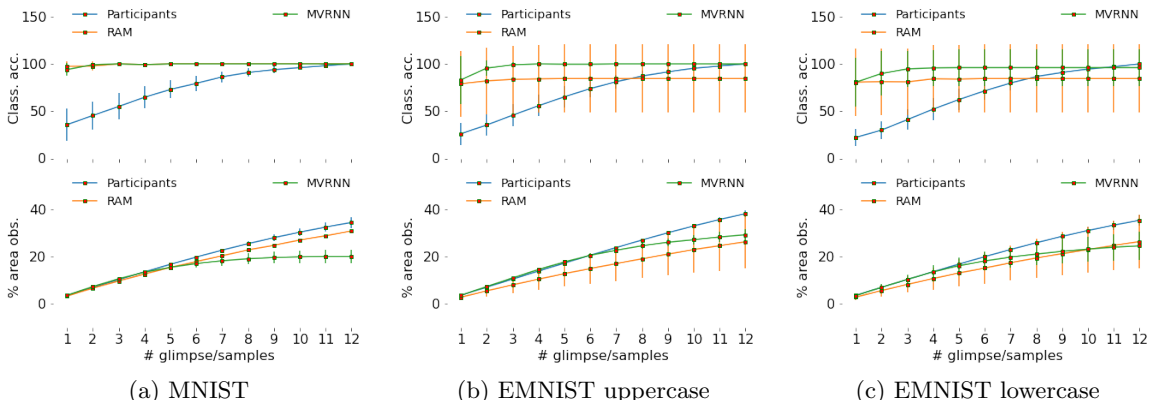 150
100
50
0
Class. acc.
Participants
RAM
MVRNN
40
20
0
% area obs.
Participants
RAM
MVRNN
1 2 3 4 5 6 7 8 9 10 11 12
# glimpse/samples
(a) MNIST
150
100
50
0
Class. acc.
Participants
RAM
MVRNN
40
20
0
% area obs.
Participants
RAM
MVRNN
1 2 3 4 5 6 7 8 9 10 11 12
# glimpse/samples
(b) EMNIST uppercase
150
100
50
0
Class. acc.
Participants
RAM
MVRNN
40
20
0
% area obs.
Participants
RAM
MVRNN
1 2 3 4 5 6 7 8 9 10 11 12
# glimpse/samples
(c) EMNIST lowercase